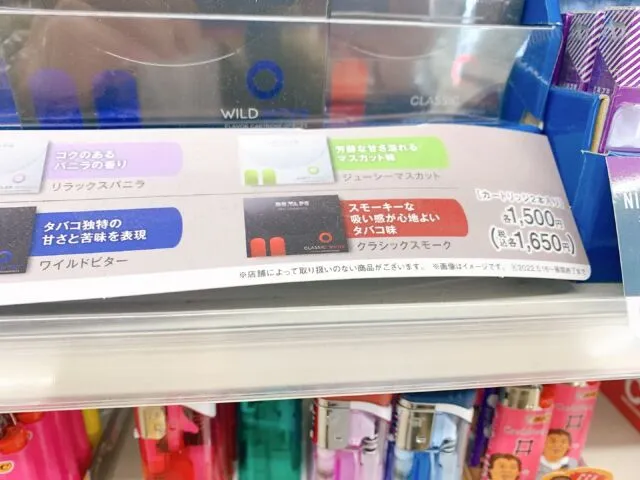 WILD
CLASSIC
コクのある
バニラの香り
リラックスバニラ
芳醇な甘さ溢れる
マスカット味
ジューシーマスカット
タバコ独特の
甘さと苦味を表現
ワイルドビター
スモーキーな
吸い感が心地よい
タバコ味
クラシックスモーク
「カートリッジ2本入り」
各1,500円
(税込各1,650円)
※店舗によって取り扱いのない商品がございます。 ※画像はイメージです。
CLASSIC
NI